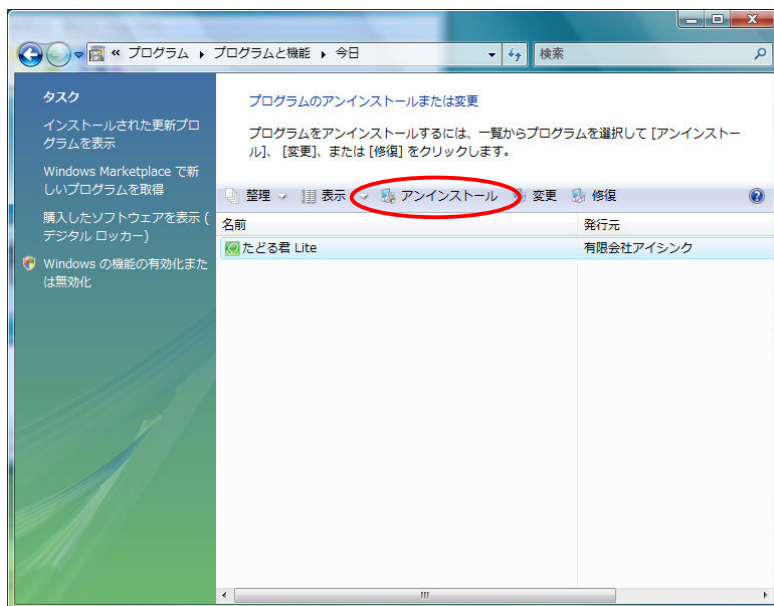 « プログラム ▸ プログラムと機能 ▸ 今日
検索
タスク
インストールされた更新プロ
グラムを表示
Windows Marketplace で新
しいプログラムを取得
購入したソフトウェアを表示 (
デジタル ロッカー)
Windows の機能の有効化また
は無効化
プログラムのアンインストールまたは変更
プログラムをアンインストールするには、一覧からプログラムを選択して [アンインストー
ル]、[変更]、または [修復] をクリックします。
整理 表示 アンインストール 変更 修復
名前 発行元
たどる君 Lite 有限会社アイシンク